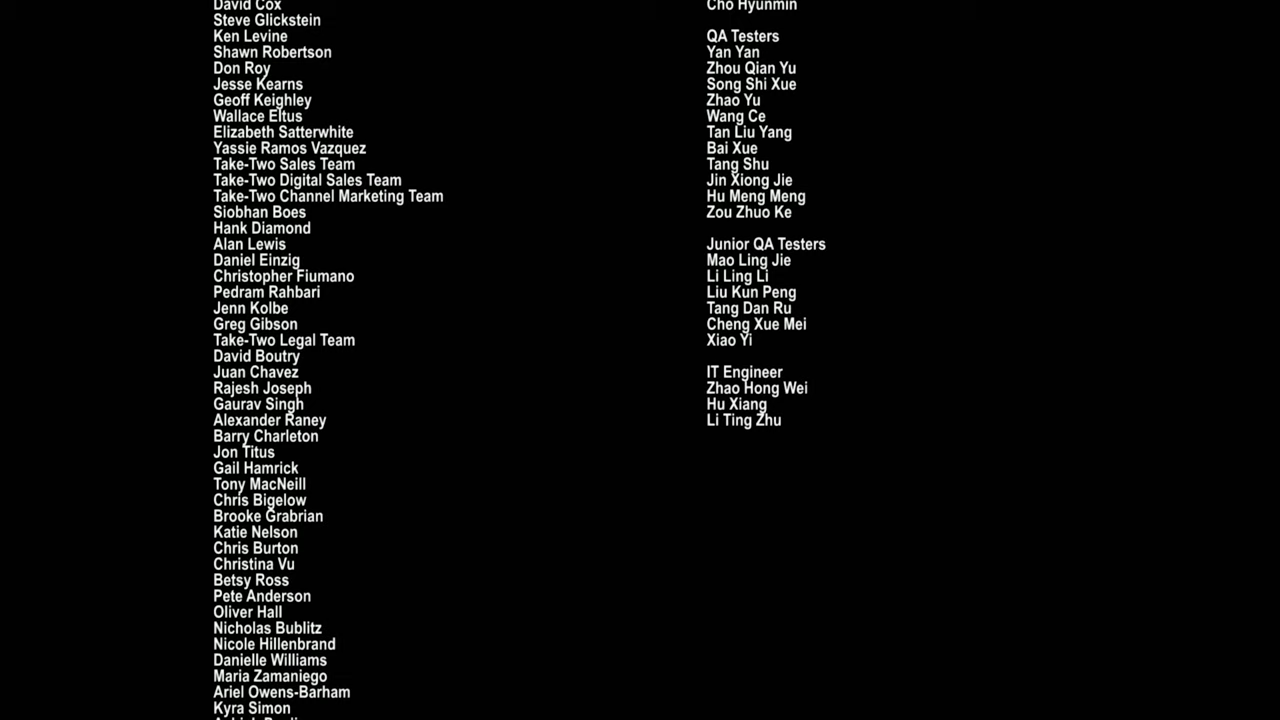 David Cox
Steve Glickstein
Ken Levine
Shawn Robertson
Don Roy
Jesse Kearns
Geoff Keighley
Wallace Eltus
Elizabeth Satterwhite
Yassie Ramos Vazquez
Take-Two Sales Team
Take-Two Digital Sales Team
Take-Two Channel Marketing Team
Siobhan Boes
Hank Diamond
Alan Lewis
Daniel Einzig
Christopher Fiumano
Pedram Rahbari
Jenn Kolbe
Greg Gibson
Take-Two Legal Team
David Boutry
Juan Chavez
Rajesh Joseph
Gaurav Singh
Alexander Raney
Barry Charleton
Jon Titus
Gail Hamrick
Tony MacNeill
Chris Bigelow
Brooke Grabrian
Katie Nelson
Chris Burton
Christina Vu
Betsy Ross
Pete Anderson
Oliver Hall
Nicholas Bublitz
Nicole Hillenbrand
Danielle Williams
Maria Zamaniego
Ariel Owens-Barham
Kyra Simon
Cho Hyunmin
QA Testers
Yan Yan
Zhou Qian Yu
Song Shi Xue
Zhao Yu
Wang Ce
Tan Liu Yang
Bai Xue
Tang Shu
Jin Xiong Jie
Hu Meng Meng
Zou Zhuo Ke
Junior QA Testers
Mao Ling Jie
Li Ling Li
Liu Kun Peng
Tang Dan Ru
Cheng Xue Mei
Xiao Yi
IT Engineer
Zhao Hong Wei
Hu Xiang
Li Ting Zhu